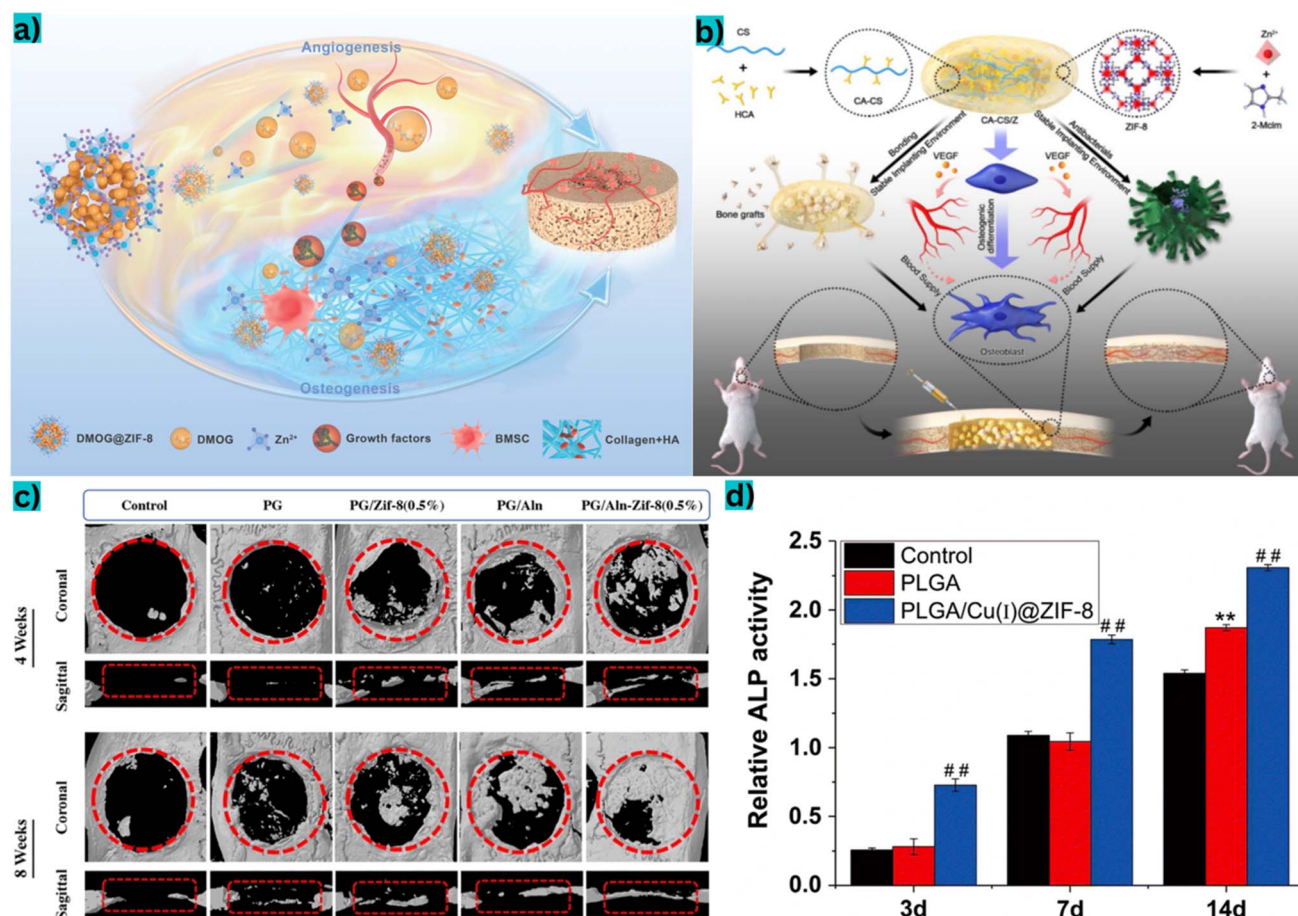 a)
Angiogenesis
Osteogenesis
DMOG@ZIF-8
DMOG
Zn²⁺
Growth factors
BMSC
Collagen+HA
b)
CS
+
HCA
CA-CS
CA-CS/Z
ZIF-8
Zn²⁺
+
2-McIm
Bonding
Stable Implanting Environment
Antibacterials
Stable Implanting Environment
VEGF
VEGF
Bone grafts
Osteogenic
differentiation
Blood Supply
Blood Supply
Osteoblast
c)
Control
PG
PG/Zif-8(0.5%)
PG/Aln
PG/Aln-Zif-8(0.5%)
4 Weeks
Coronal
Sagittal
8 Weeks
Coronal
Sagittal
d)
Relative ALP activity
2.5
2.0
1.5
1.0
0.5
0.0
Control
PLGA
PLGA/Cu(I)@ZIF-8
##
##
**
##
3d
7d
14d